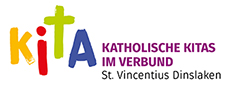 KiTA
KATHOLISCHE KITAS
IM VERBUND
St. Vincentius Dinslaken